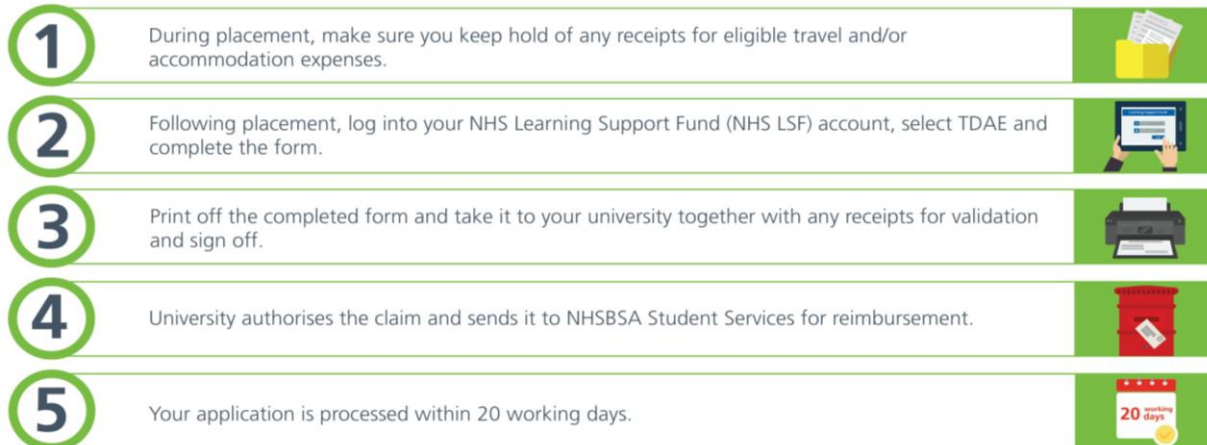 1
During placement, make sure you keep hold of any receipts for eligible travel and/or
accommodation expenses.
2
Following placement, log into your NHS Learning Support Fund (NHS LSF) account, select TDAE and
complete the form.
3
Print off the completed form and take it to your university together with any receipts for validation
and sign off.
4
University authorises the claim and sends it to NHSBSA Student Services for reimbursement.
5
Your application is processed within 20 working days.
20 working
days